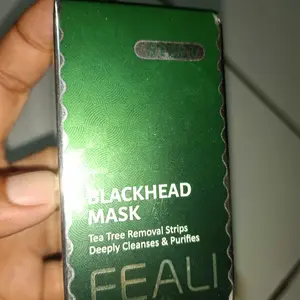 BLACKHEAD
MASK
Tea Tree Removal Strips
Deeply Cleanses & Purifies
FEALI